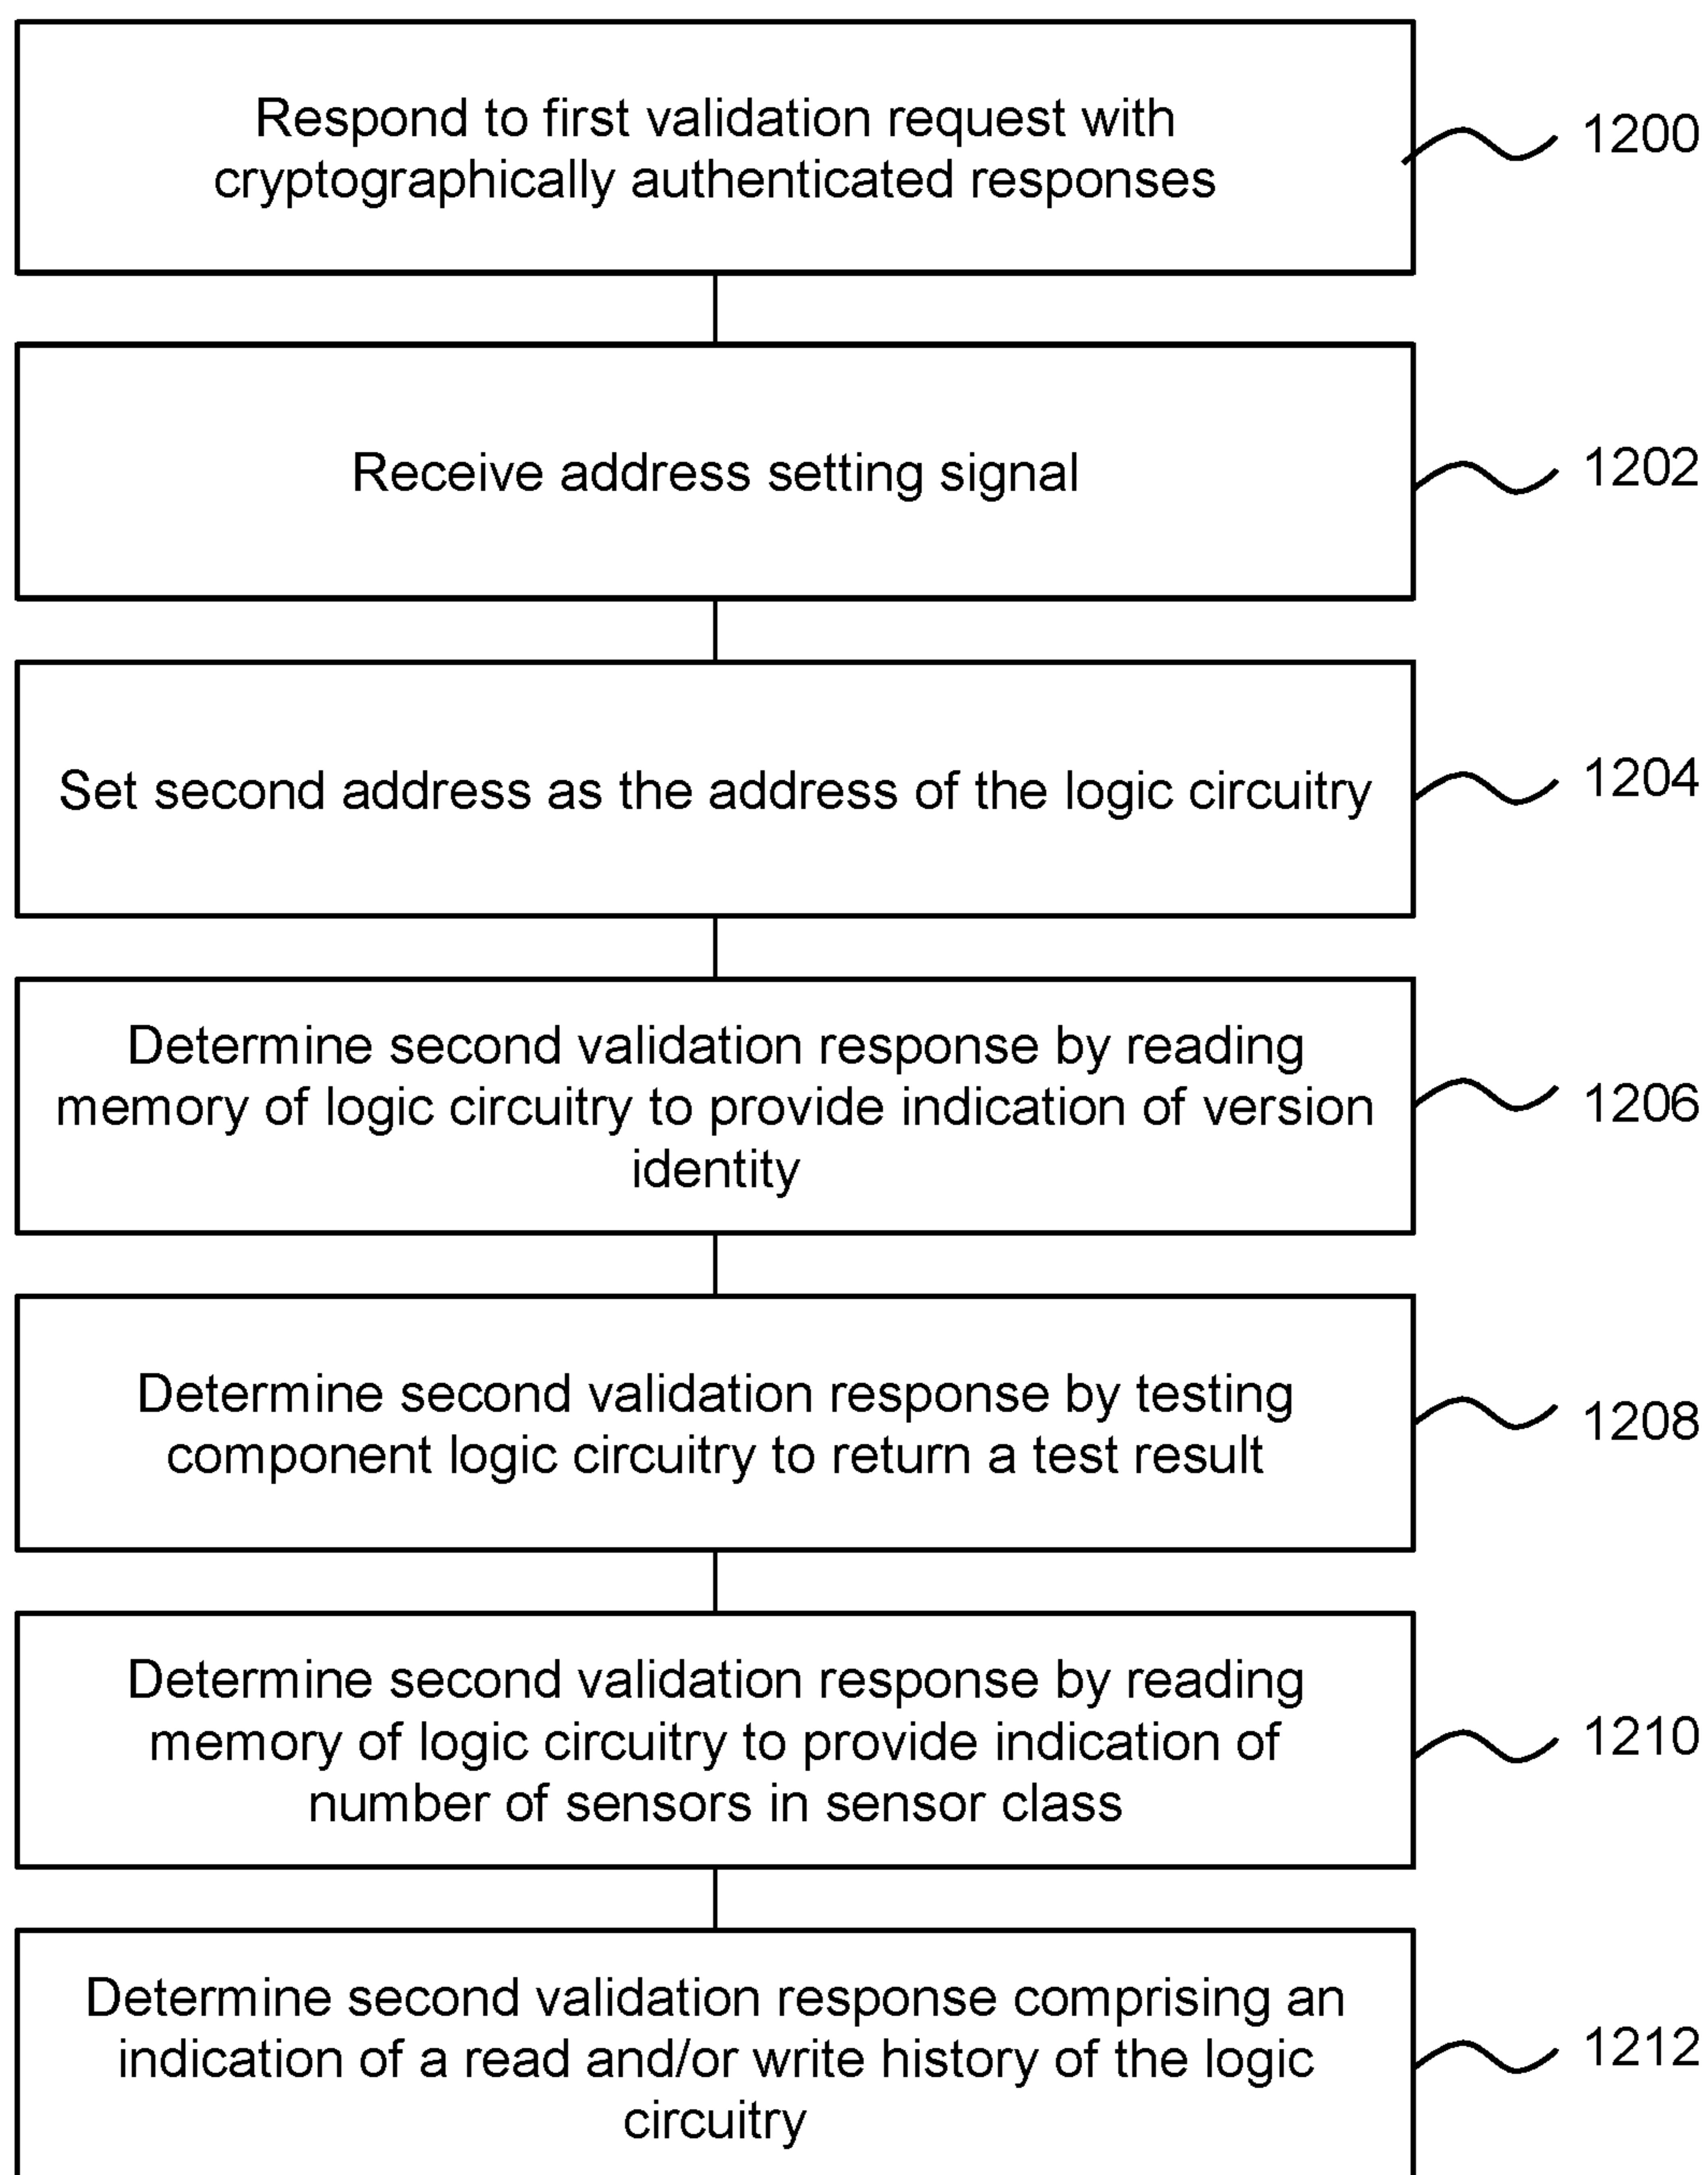 Respond to first validation request with
cryptographically authenticated responses
1200
Receive address setting signal
1202
Set second address as the address of the logic circuitry
1204
Determine second validation response by reading
memory of logic circuitry to provide indication of version
identity
1206
Determine second validation response by testing
component logic circuitry to return a test result
1208
Determine second validation response by reading
memory of logic circuitry to provide indication of
number of sensors in sensor class
1210
Determine second validation response comprising an
indication of a read and/or write history of the logic
circuitry
1212